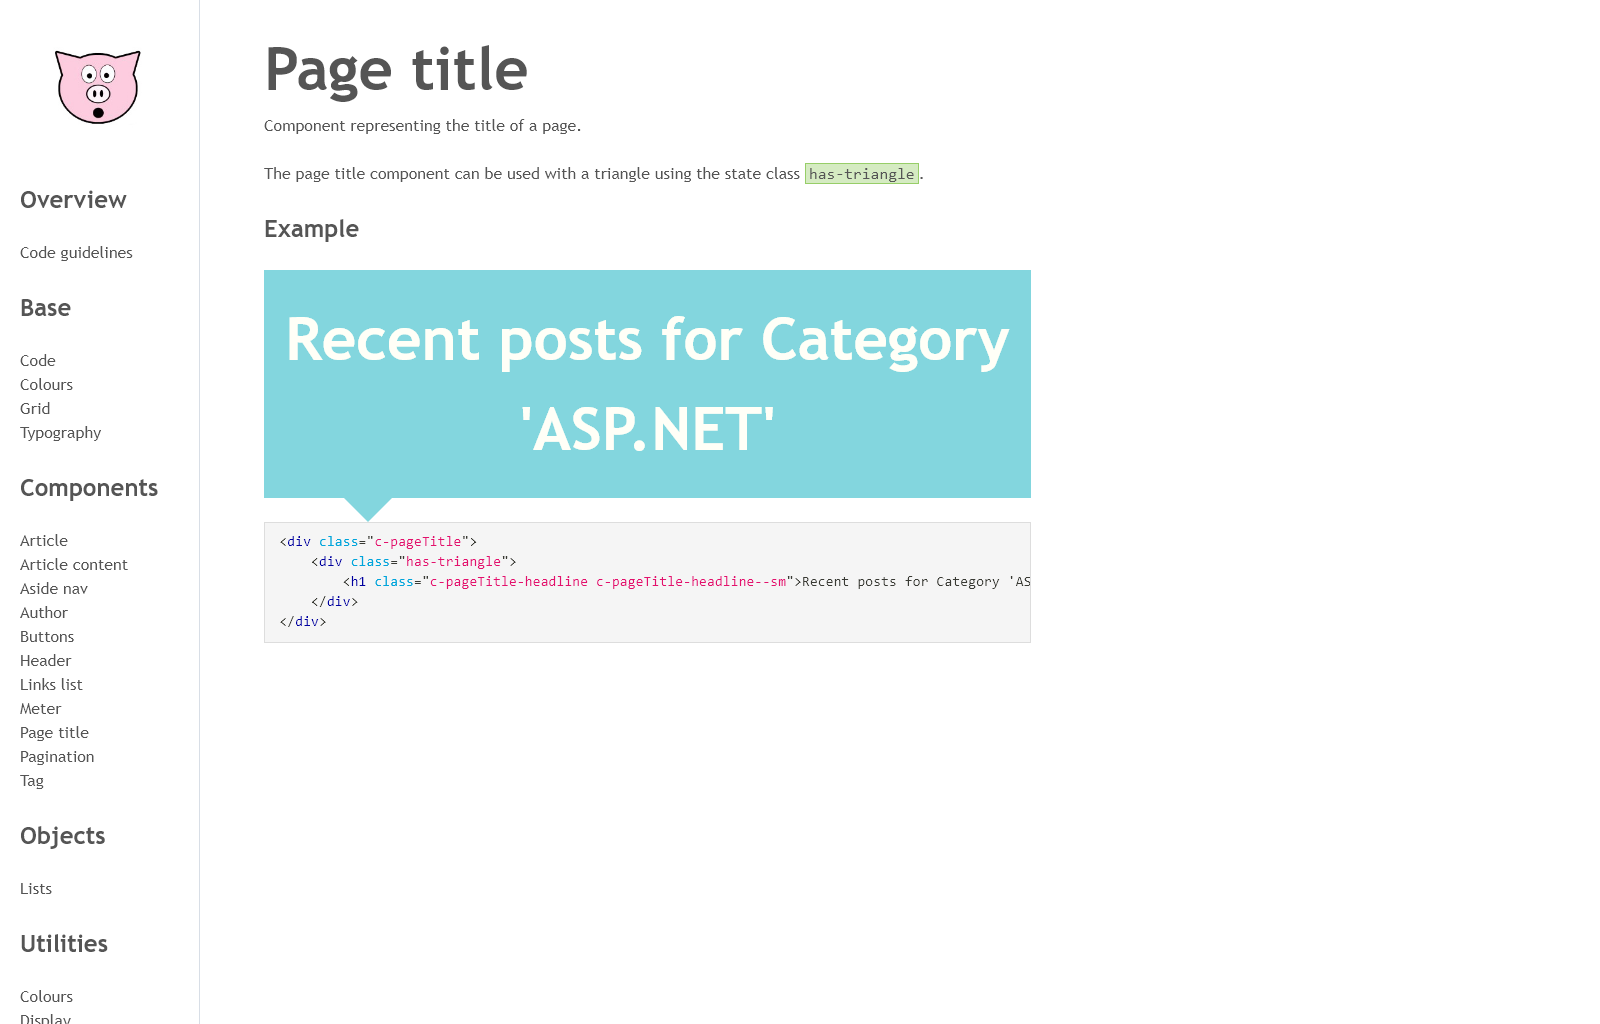 Overview
Code guidelines
Base
Code
Colours
Grid
Typography
Components
Article
Article content
Aside nav
Author
Buttons
Header
Links list
Meter
Page title
Pagination
Tag
Objects
Lists
Utilities
Colours
Display
Page title
Component representing the title of a page.
The page title component can be used with a triangle using the state class has-triangle.
Example
Recent posts for Category
'ASP.NET'
<div class="c-pageTitle">
    <div class="has-triangle">
        <h1 class="c-pageTitle-headline c-pageTitle-headline--sm">Recent posts for Category 'AS
    </div>
</div>